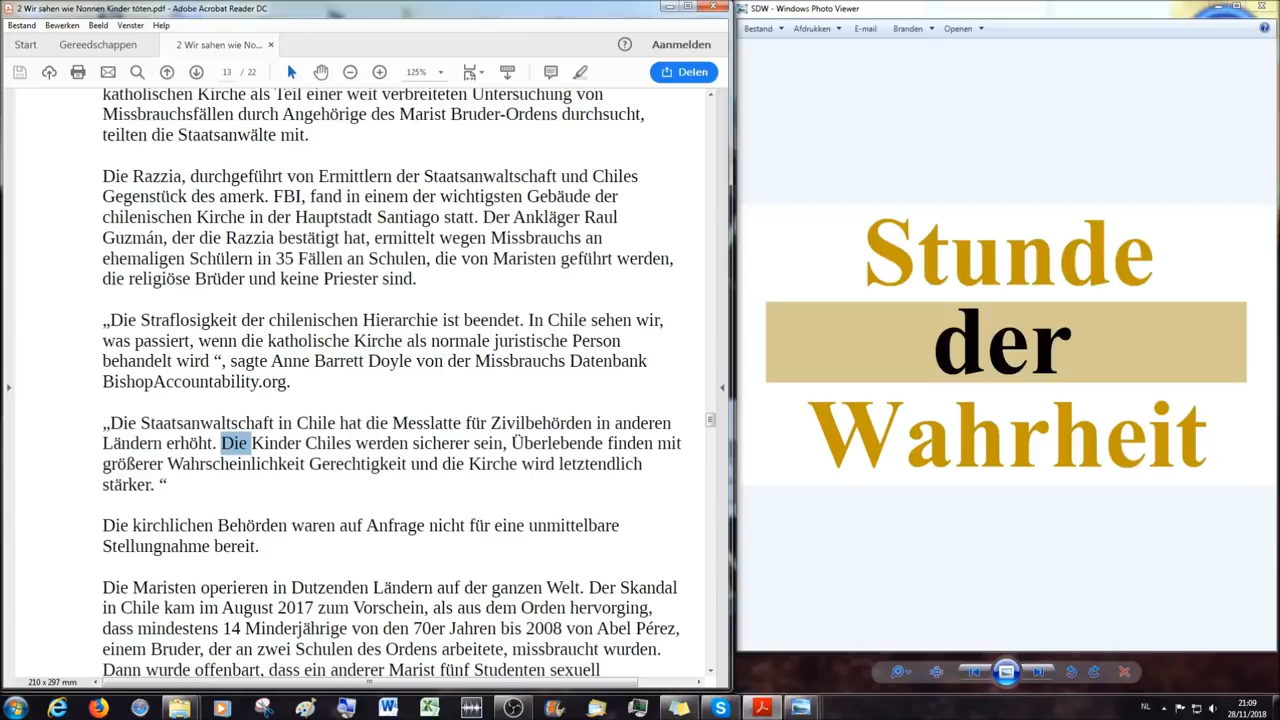 2 Wir sahen wie Nonnen Kinder töten.pdf - Adobe Acrobat Reader DC
Bestand Bewerken Beeld Venster Help
Start Gereedschappen 2 Wir sahen wie No... × Aanmelden
13 / 22 125% Delen
katholischen Kirche als Teil einer weit verbreiteten Untersuchung von
Missbrauchsfällen durch Angehörige des Marist Bruder-Ordens durchsucht,
teilten die Staatsanwälte mit.
Die Razzia, durchgeführt von Ermittlern der Staatsanwaltschaft und Chiles
Gegenstück des amerk. FBI, fand in einem der wichtigsten Gebäude der
chilenischen Kirche in der Hauptstadt Santiago statt. Der Ankläger Raul
Guzmán, der die Razzia bestätigt hat, ermittelt wegen Missbrauchs an
ehemaligen Schülern in 35 Fällen an Schulen, die von Maristen geführt werden,
die religiöse Brüder und keine Priester sind.
„Die Straflosigkeit der chilenischen Hierarchie ist beendet. In Chile sehen wir,
was passiert, wenn die katholische Kirche als normale juristische Person
behandelt wird “, sagte Anne Barrett Doyle von der Missbrauchs Datenbank
BishopAccountability.org.
„Die Staatsanwaltschaft in Chile hat die Messlatte für Zivilbehörden in anderen
Ländern erhöht. Die Kinder Chiles werden sicherer sein, Überlebende finden mit
größerer Wahrscheinlichkeit Gerechtigkeit und die Kirche wird letztendlich
stärker. “
Die kirchlichen Behörden waren auf Anfrage nicht für eine unmittelbare
Stellungnahme bereit.
Die Maristen operieren in Dutzenden Ländern auf der ganzen Welt. Der Skandal
in Chile kam im August 2017 zum Vorschein, als aus dem Orden hervorging,
dass mindestens 14 Minderjährige von den 70er Jahren bis 2008 von Abel Pérez,
einem Bruder, der an zwei Schulen des Ordens arbeitete, missbraucht wurden.
Dann wurde offenbart, dass ein anderer Marist fünf Studenten sexuell
210 x 297 mm
SDW - Windows Photo Viewer
Bestand Afdrukken E-mail Branden Openen
Stunde
der
Wahrheit
NL 21:09
28/11/2018